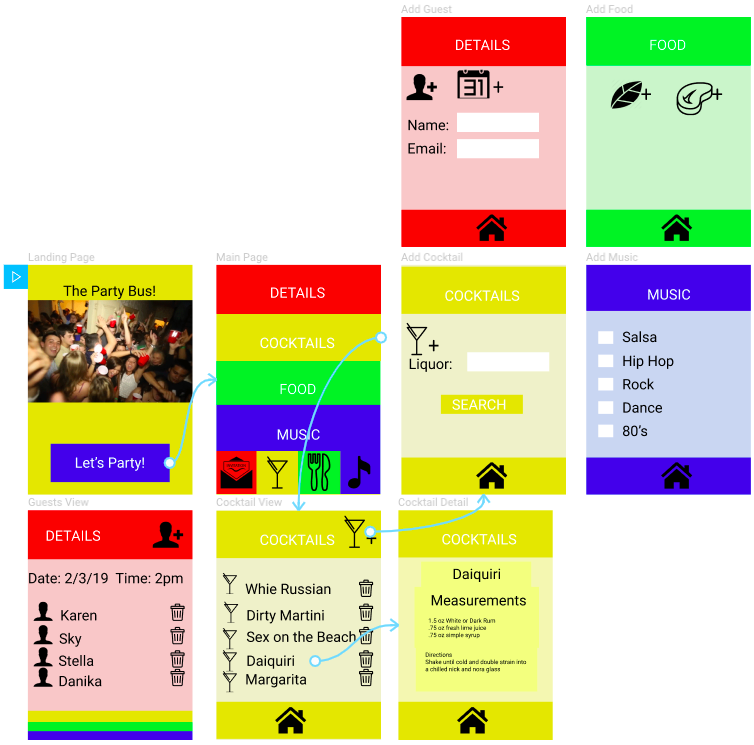 Add Guest
DETAILS
31
+
+
Name:
Email:
Add Food
FOOD
+
+
Landing Page
The Party Bus!
Let's Party!
Main Page
DETAILS
COCKTAILS
FOOD
MUSIC
Add Cocktail
COCKTAILS
+
Liquor:
SEARCH
Add Music
MUSIC
Salsa
Hip Hop
Rock
Dance
80's
Guests View
DETAILS
Date: 2/3/19 Time: 2pm
Karen
Sky
Stella
Danika
Cocktail View
COCKTAILS
+
Whie Russian
Dirty Martini
Sex on the Beach
Daiquiri
Margarita
Cocktail Detail
COCKTAILS
Daiquiri
Measurements
1.5 oz White or Dark Rum
.75 oz frash lime juice
.75 oz simple syrup
Directions
Shake until cold and double strain into
a chilled nick and nora glass